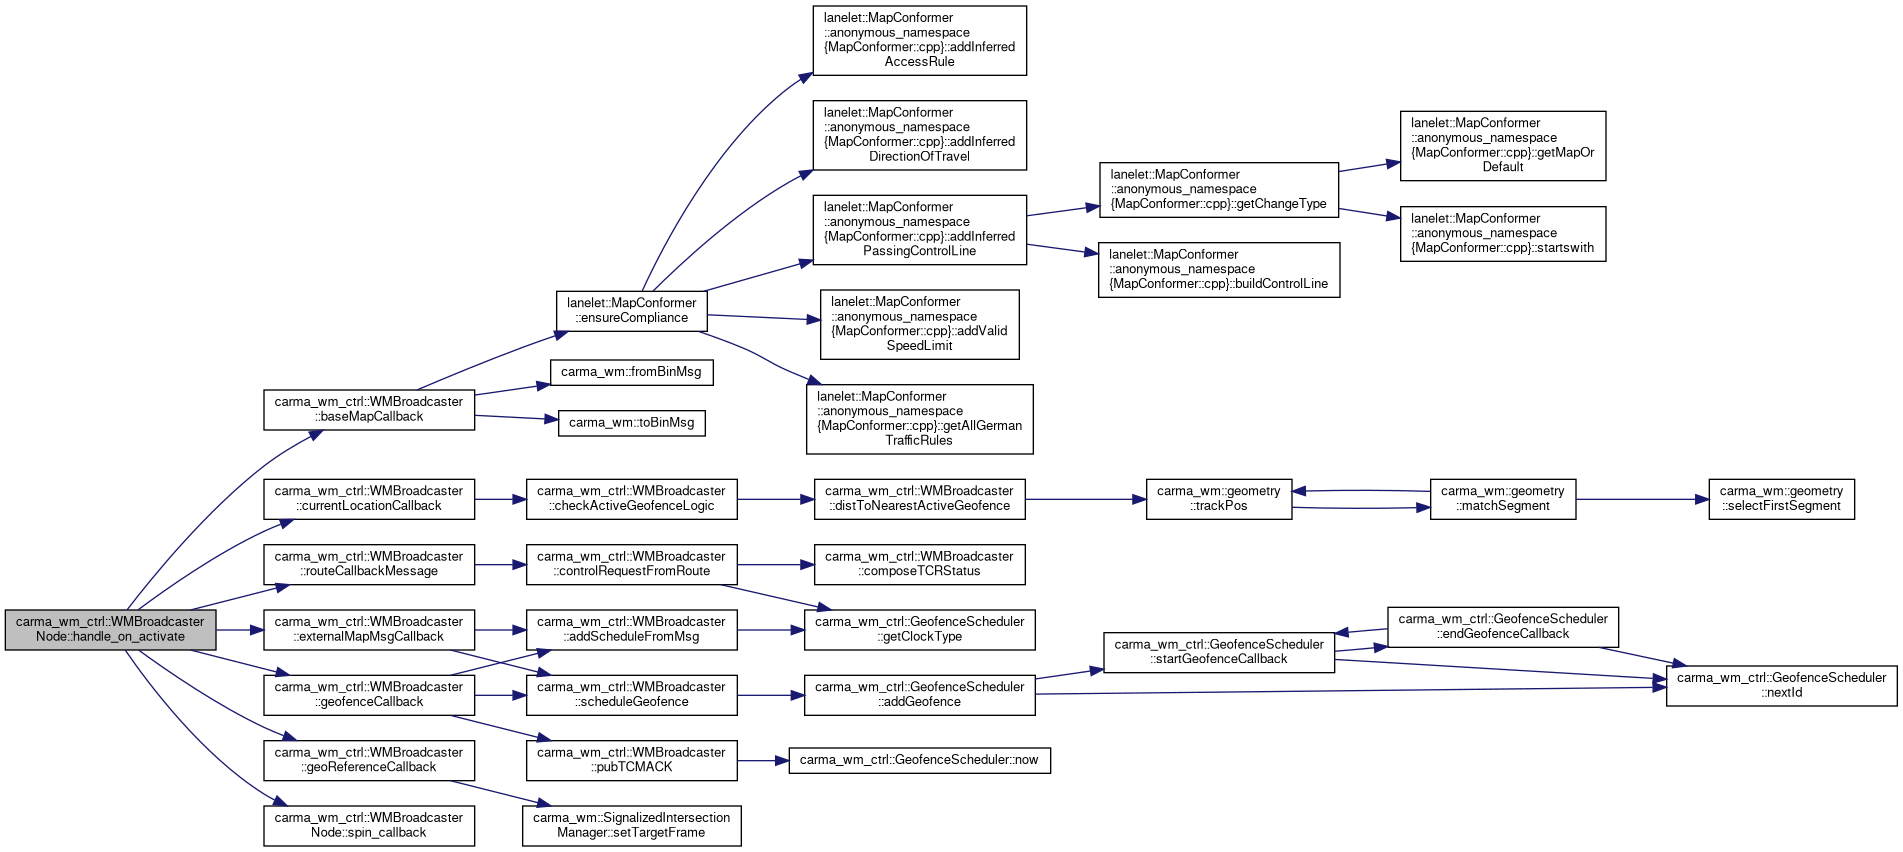 carma_wm_ctrl::WMBroadcaster
Node::handle_on_activate
carma_wm_ctrl::WMBroadcaster
::baseMapCallback
lanelet::MapConformer
::ensureCompliance
lanelet::MapConformer
::anonymous_namespace
{MapConformer::cpp}::addInferred
AccessRule
lanelet::MapConformer
::anonymous_namespace
{MapConformer::cpp}::addInferred
DirectionOfTravel
lanelet::MapConformer
::anonymous_namespace
{MapConformer::cpp}::addInferred
PassingControlLine
lanelet::MapConformer
::anonymous_namespace
{MapConformer::cpp}::getChangeType
lanelet::MapConformer
::anonymous_namespace
{MapConformer::cpp}::getMapOr
Default
lanelet::MapConformer
::anonymous_namespace
{MapConformer::cpp}::startswith
lanelet::MapConformer
::anonymous_namespace
{MapConformer::cpp}::buildControlLine
lanelet::MapConformer
::anonymous_namespace
{MapConformer::cpp}::addValid
SpeedLimit
lanelet::MapConformer
::anonymous_namespace
{MapConformer::cpp}::getAllGerman
TrafficRules
carma_wm::fromBinMsg
carma_wm::toBinMsg
carma_wm_ctrl::WMBroadcaster
::currentLocationCallback
carma_wm_ctrl::WMBroadcaster
::checkActiveGeofenceLogic
carma_wm_ctrl::WMBroadcaster
::distToNearestActiveGeofence
carma_wm::geometry
::trackPos
carma_wm::geometry
::matchSegment
carma_wm::geometry
::selectFirstSegment
carma_wm_ctrl::WMBroadcaster
::routeCallbackMessage
carma_wm_ctrl::WMBroadcaster
::controlRequestFromRoute
carma_wm_ctrl::WMBroadcaster
::composeTCRStatus
carma_wm_ctrl::WMBroadcaster
::externalMapMsgCallback
carma_wm_ctrl::WMBroadcaster
::addScheduleFromMsg
carma_wm_ctrl::GeofenceScheduler
::getClockType
carma_wm_ctrl::WMBroadcaster
::geofenceCallback
carma_wm_ctrl::WMBroadcaster
::scheduleGeofence
carma_wm_ctrl::GeofenceScheduler
::addGeofence
carma_wm_ctrl::GeofenceScheduler
::startGeofenceCallback
carma_wm_ctrl::GeofenceScheduler
::endGeofenceCallback
carma_wm_ctrl::GeofenceScheduler
::nextId
carma_wm_ctrl::WMBroadcaster
::geoReferenceCallback
carma_wm_ctrl::WMBroadcaster
::pubTCMACK
carma_wm_ctrl::GeofenceScheduler::now
carma_wm_ctrl::WMBroadcaster
Node::spin_callback
carma_wm::SignalizedIntersection
Manager::setTargetFrame